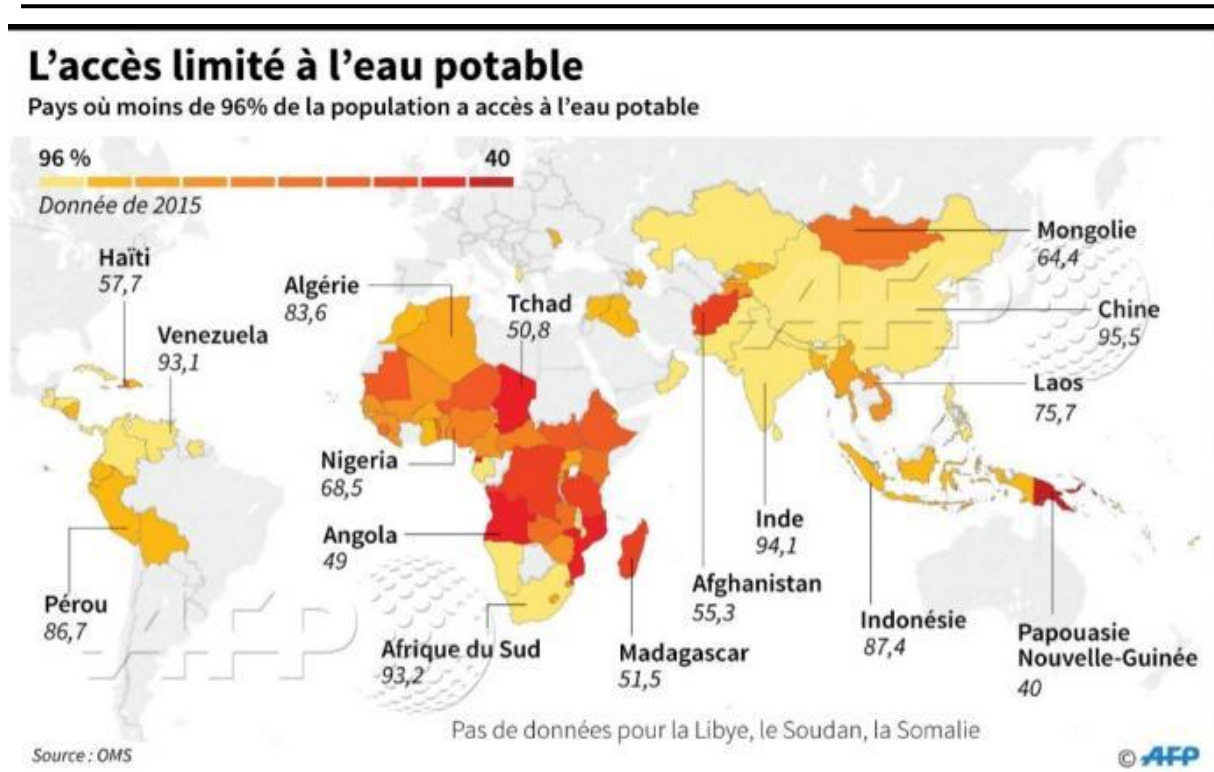 L'accès limité à l'eau potable
Pays où moins de 96% de la population a accès à l'eau potable
96 %
40
Donnée de 2015
Haïti
57,7
Venezuela
93,1
Algérie
83,6
Tchad
50,8
Mongolie
64,4
Chine
95,5
Laos
75,7
Nigeria
68,5
Angola
49
Inde
94,1
Afghanistan
55,3
Pérou
86,7
Afrique du Sud
93,2
Madagascar
51,5
Indonésie
87,4
Papouasie
Nouvelle-Guinée
40
Pas de données pour la Libye, le Soudan, la Somalie
Source : OMS
© AFP
AFP
AFP